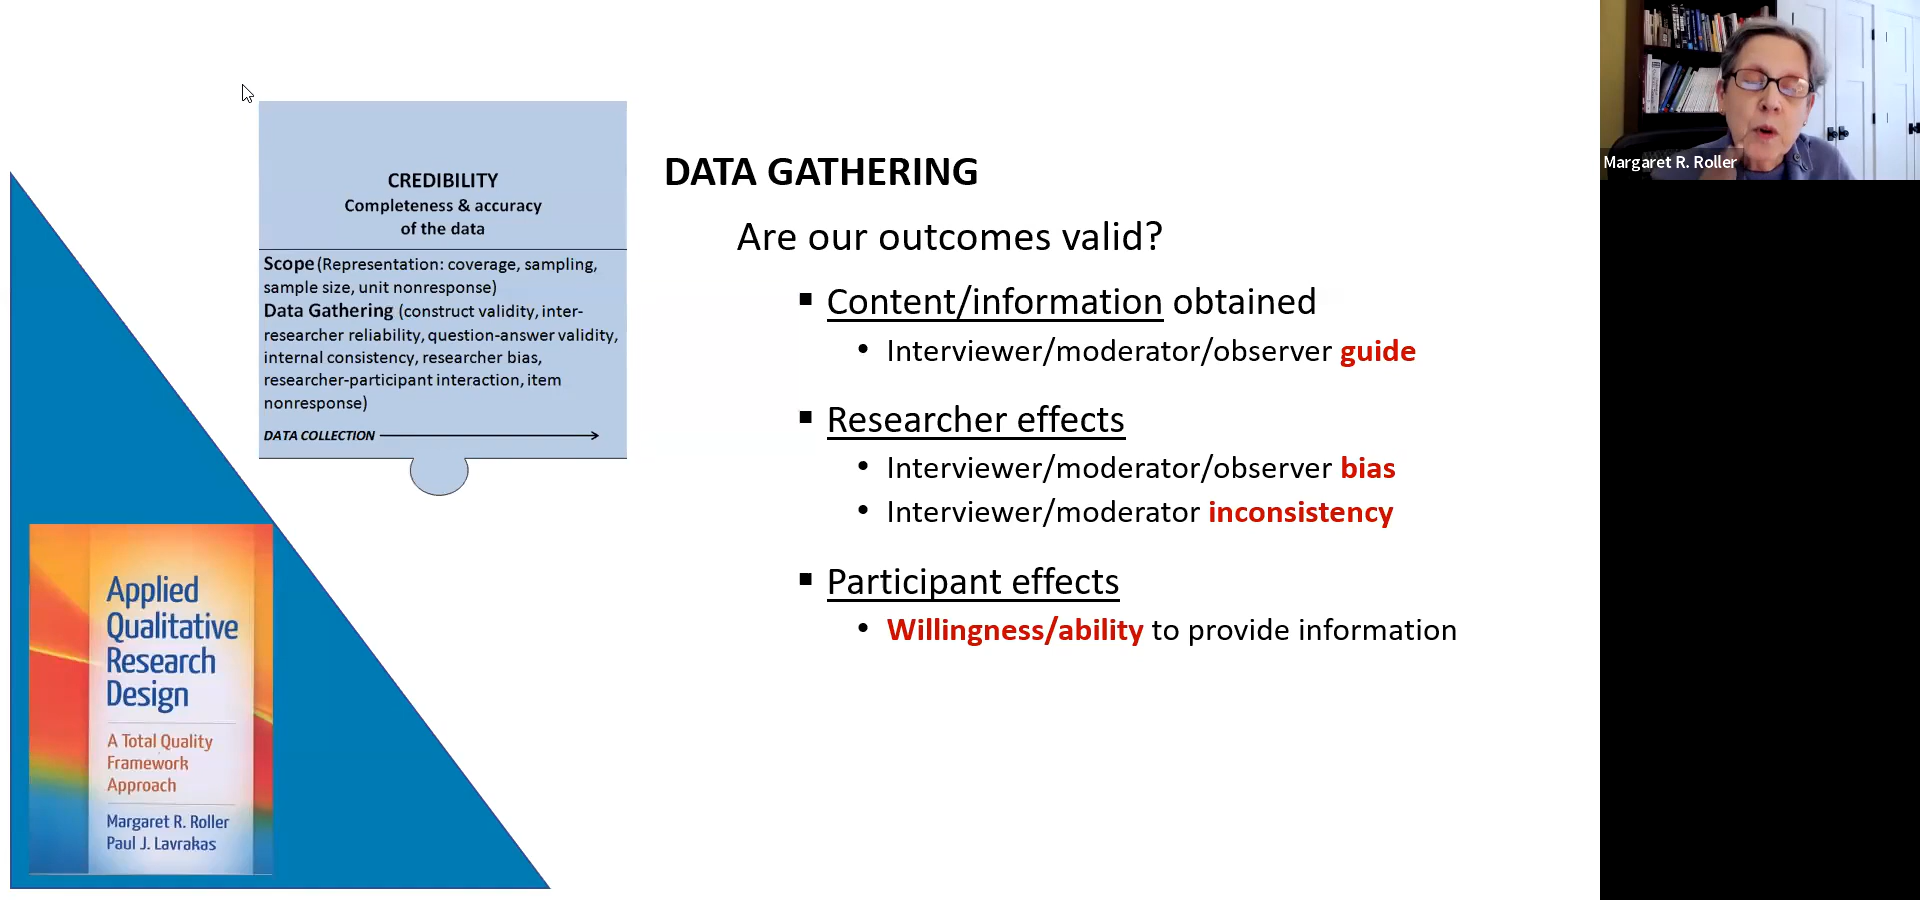 CREDIBILITY
Completeness & accuracy
of the data
Scope (Representation: coverage, sampling,
sample size, unit nonresponse)
Data Gathering (construct validity, inter-
researcher reliability, question-answer validity,
internal consistency, researcher bias,
researcher-participant interaction, item
nonresponse)
DATA COLLECTION
DATA GATHERING
Are our outcomes valid?
▪ Content/information obtained
• Interviewer/moderator/observer guide
▪ Researcher effects
• Interviewer/moderator/observer bias
• Interviewer/moderator inconsistency
▪ Participant effects
• Willingness/ability to provide information
Applied
Qualitative
Research
Design
A Total Quality
Framework
Approach
Margaret R. Roller
Paul J. Lavrakas
Margaret R. Roller